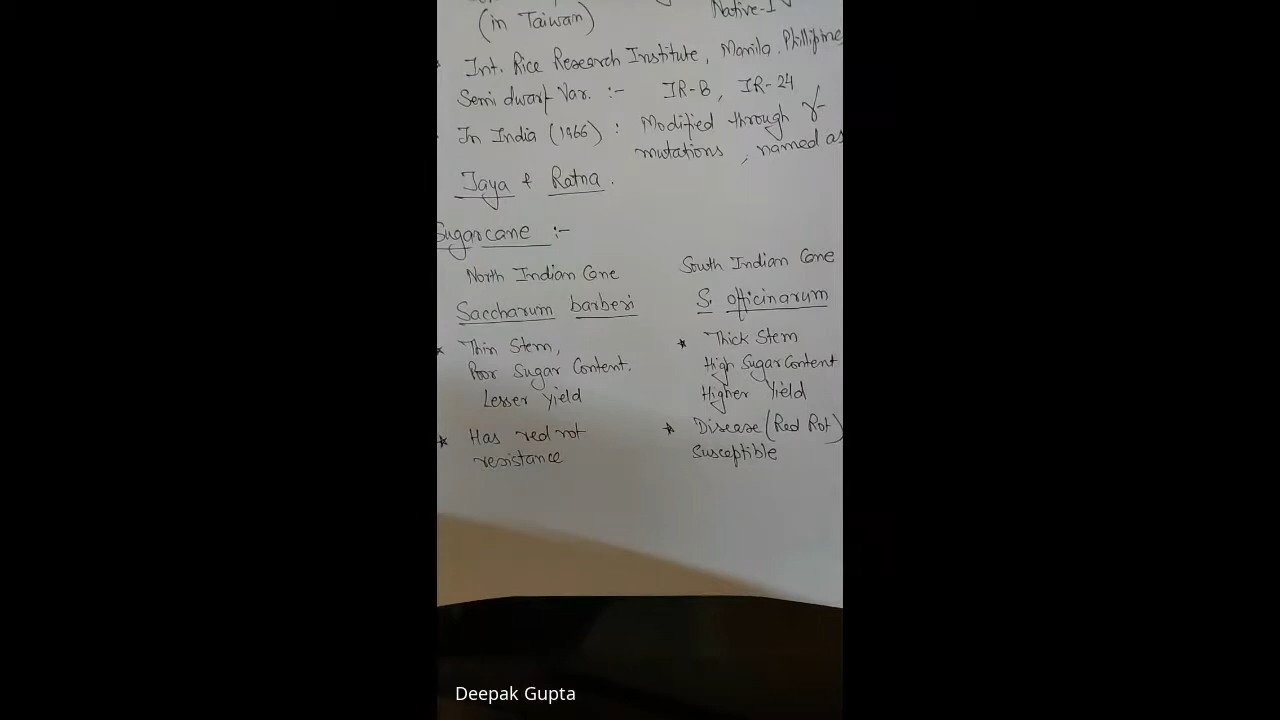 (in Taiwan) Native-1
Int. Rice Research Institute, Manila, Phillipines
Semi dwarf Var. :- IR-8, IR-24
In India (1966) : Modified through γ-
mutations, named as
Jaya & Ratna.
Sugarcane :-
North Indian Cane
Saccharum barberi
* Thin Stem,
Poor Sugar Content.
Lesser Yield
* Has red rot
resistance
South Indian Cane
S. officinarum
* Thick Stem
High Sugar Content
Higher Yield
* Disease (Red Rot)
susceptible
Deepak Gupta